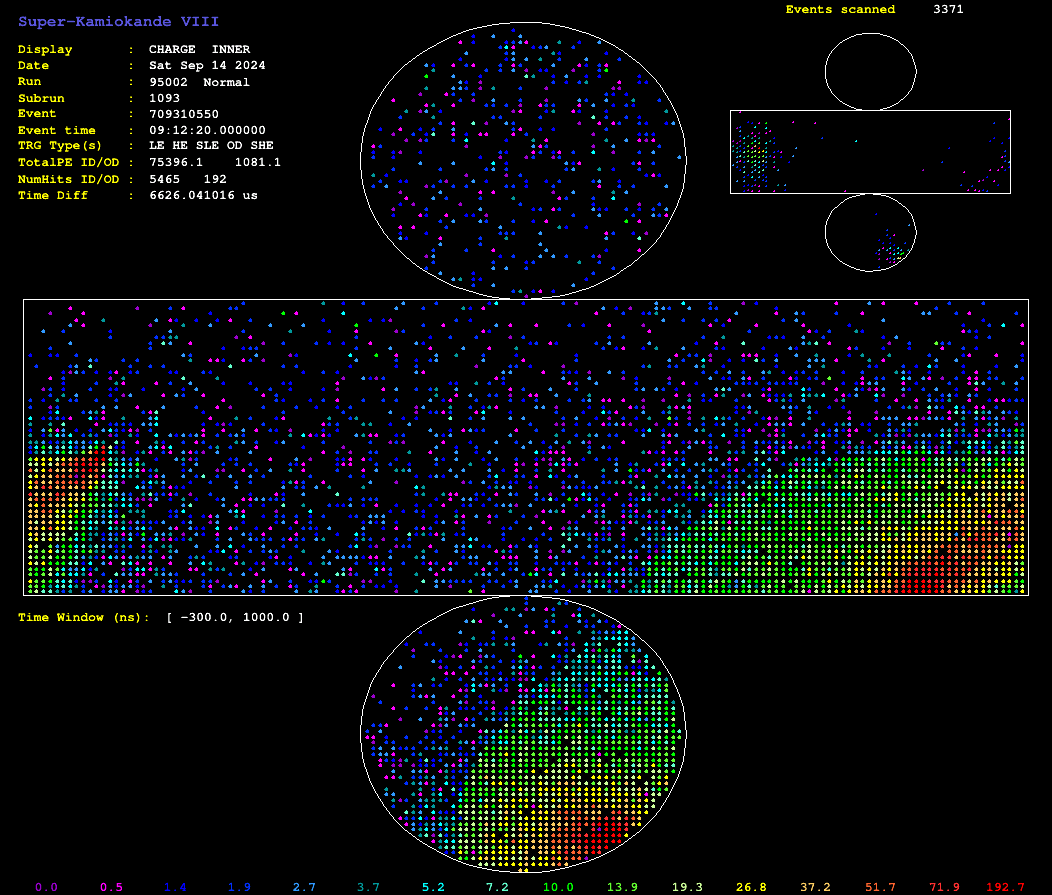 Super-Kamiokande VIII
Display : CHARGE INNER
Date : Sat Sep 14 2024
Run : 95002 Normal
Subrun : 1093
Event : 709310550
Event time : 09:12:20.000000
TRG Type(s) : LE HE SLE OD SHE
TotalPE ID/OD : 75396.1 1081.1
NumHits ID/OD : 5465 192
Time Diff : 6626.041016 us
Events scanned 3371
Time Window (ns): [ -300.0, 1000.0 ]
0.0 0.5 1.4 1.9 2.7 3.7 5.2 7.2 10.0 13.9 19.3 26.8 37.2 51.7 71.9 192.7